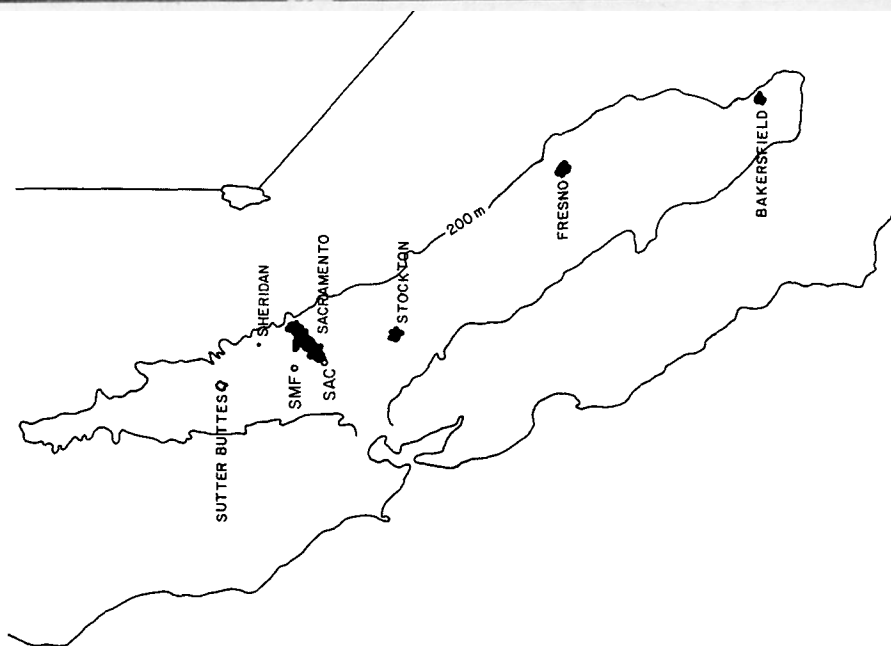 SUTTER BUTTES
SHERIDAN
SMF
SAC
SACRAMENTO
STOCKTON
200 m
FRESNO
BAKERSFIELD